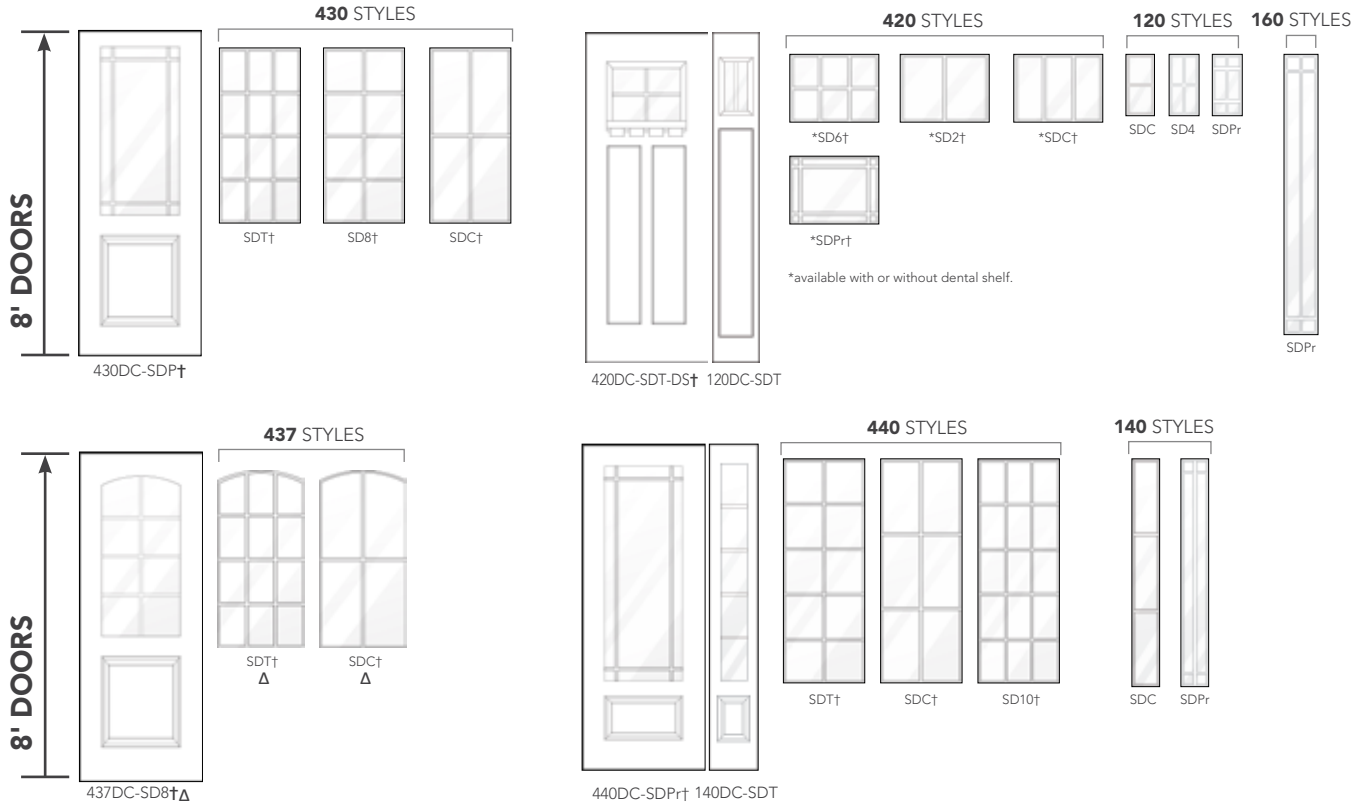 430 STYLES
8' DOORS
430DC-SDP†
SDT†
SD8†
SDC†
420DC-SDT-DS† 120DC-SDT
420 STYLES
*SD6†
*SD2†
*SDC†
*SDPr†
*available with or without dental shelf.
120 STYLES
SDC
SD4
SDPr
160 STYLES
SDPr
437 STYLES
8' DOORS
437DC-SD8†Δ
SDT†
Δ
SDC†
Δ
440DC-SDPr† 140DC-SDT
440 STYLES
SDT†
SDC†
SD10†
140 STYLES
SDC
SDPr